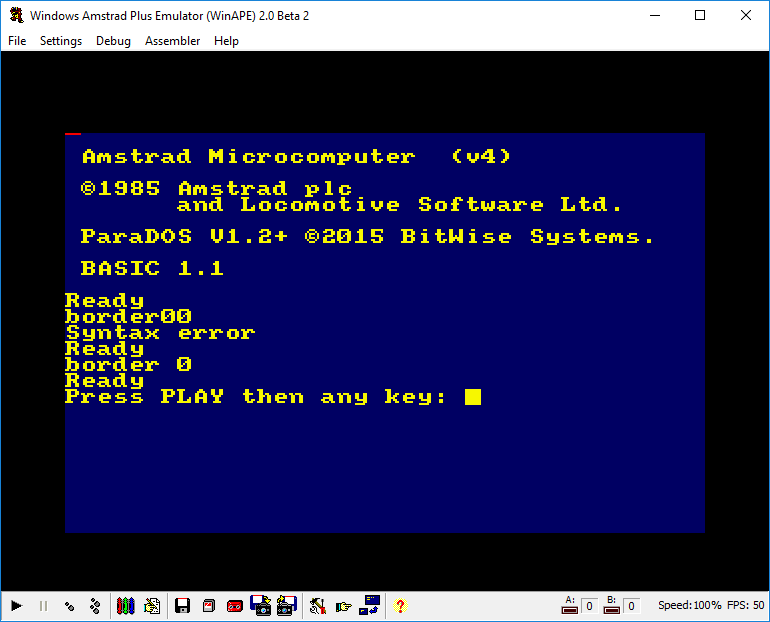 Windows Amstrad Plus Emulator (WinAPE) 2.0 Beta 2
File Settings Debug Assembler Help
Amstrad Microcomputer (v4)
©1985 Amstrad plc
and Locomotive Software Ltd.
ParaDOS V1.2+ ©2015 BitWise Systems.
BASIC 1.1
Ready
border00
Syntax error
Ready
border 0
Ready
Press PLAY then any key:
A: 0 B: 0 Speed:100% FPS: 50